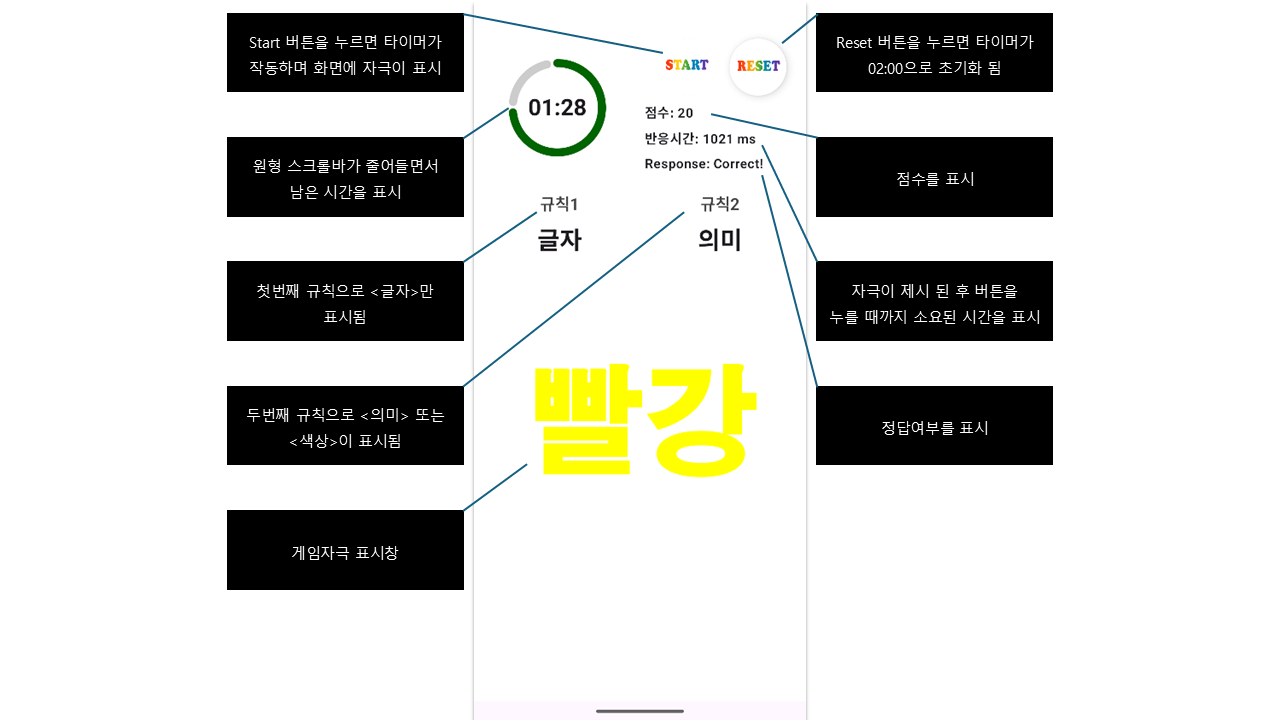 Start 버튼을 누르면 타이머가
작동하며 화면에 자극이 표시
원형 스크롤바가 줄어들면서
남은 시간을 표시
첫번째 규칙으로 <글자>만
표시됨
두번째 규칙으로 <의미> 또는
<색상>이 표시됨
게임자극 표시창
START
RESET
01:28
점수: 20
반응시간: 1021 ms
Response: Correct!
규칙1
규칙2
글자
의미
빨강
Reset 버튼을 누르면 타이머가
02:00으로 초기화 됨
점수를 표시
자극이 제시 된 후 버튼을
누를 때까지 소요된 시간을 표시
정답여부를 표시